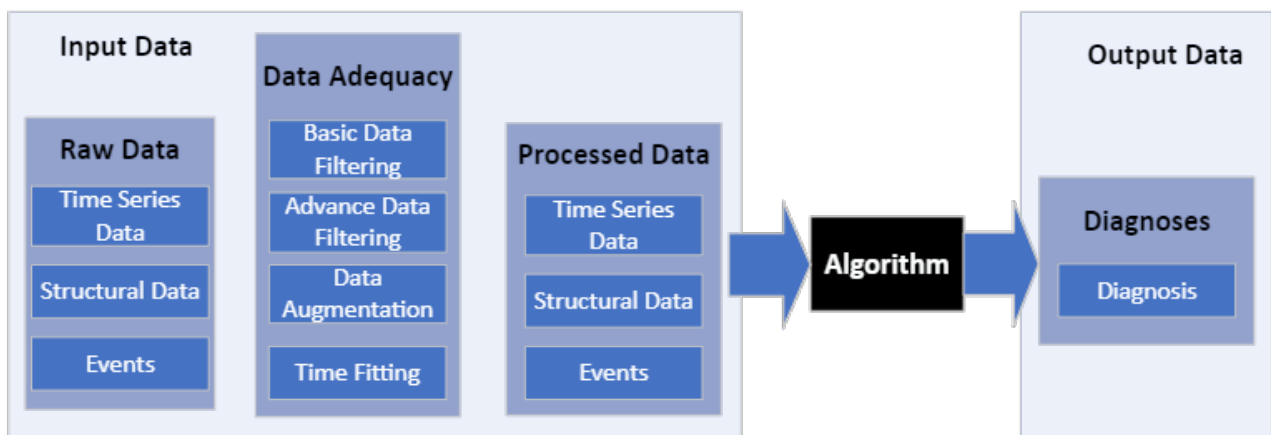 Input Data
Raw Data
Time Series
Data
Structural Data
Events
Data Adequacy
Basic Data
Filtering
Advance Data
Filtering
Data
Augmentation
Time Fitting
Processed Data
Time Series
Data
Structural Data
Events
Algorithm
Output Data
Diagnoses
Diagnosis